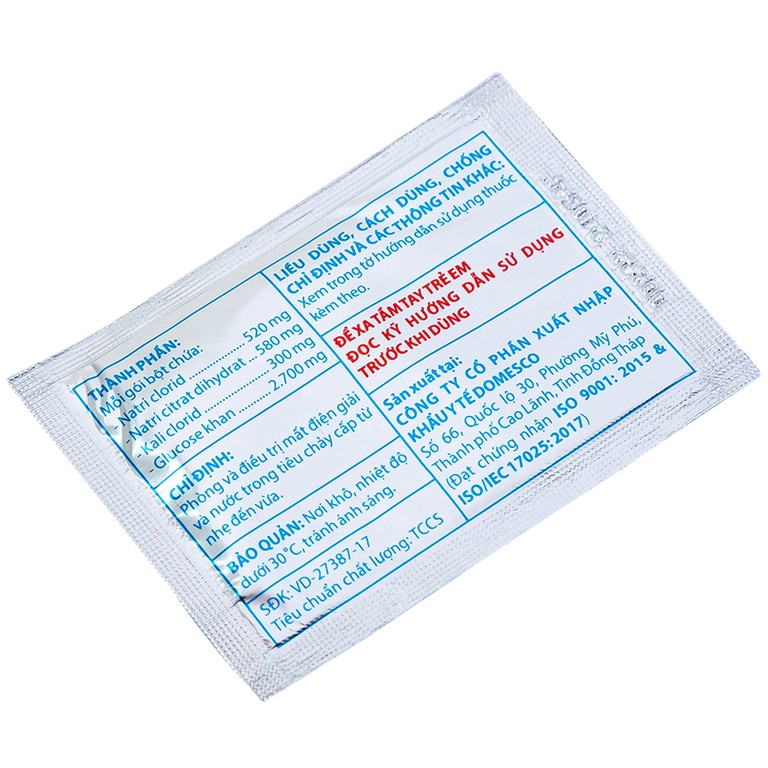 THÀNH PHẦN:
Mỗi gói bột chứa:
- Natri clorid ................ 520 mg
- Natri citrat dihydrat .. 580 mg
- Kali clorid .................. 300 mg
- Glucose khan ......... 2.700 mg
CHỈ ĐỊNH:
Phòng và điều trị mất điện giải
và nước trong tiêu chảy cấp từ
nhẹ đến vừa.
BẢO QUẢN: Nơi khô, nhiệt độ
dưới 30°C, tránh ánh sáng.
SĐK: VD-27387-17
Tiêu chuẩn chất lượng: TCCS
LIỀU DÙNG, CÁCH DÙNG, CHỐNG
CHỈ ĐỊNH VÀ CÁC THÔNG TIN KHÁC:
Xem trong tờ hướng dẫn sử dụng thuốc
kèm theo.
ĐỂ XA TẦM TAY TRẺ EM
ĐỌC KỸ HƯỚNG DẪN SỬ DỤNG
TRƯỚC KHI DÙNG
Sản xuất tại:
CÔNG TY CỔ PHẦN XUẤT NHẬP
KHẨU Y TẾ DOMESCO
Số 66, Quốc lộ 30, Phường Mỹ Phú,
Thành phố Cao Lãnh, Tỉnh Đồng Tháp
(Đạt chứng nhận ISO 9001: 2015 &
ISO/IEC 17025:2017)